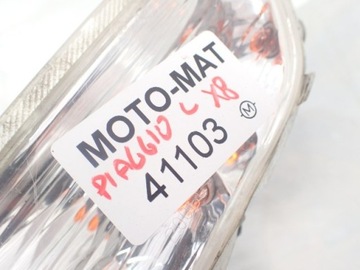 MOTO-MAT
PIAGGIO L X8
41103
M